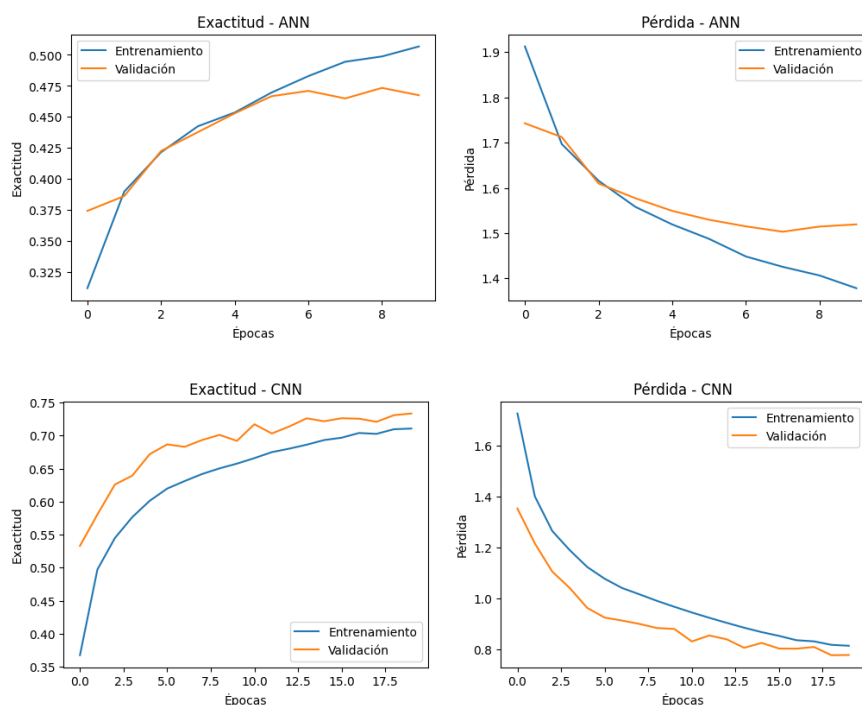 Exactitud - ANN
Entrenamiento
Validación
0.500
0.475
0.450
0.425
0.400
0.375
0.350
0.325
Exactitud
0 2 4 6 8
Épocas
Pérdida - ANN
Entrenamiento
Validación
1.9
1.8
1.7
1.6
1.5
1.4
Pérdida
0 2 4 6 8
Épocas
Exactitud - CNN
0.75
0.70
0.65
0.60
0.55
0.50
0.45
0.40
0.35
Exactitud
Entrenamiento
Validación
0.0 2.5 5.0 7.5 10.0 12.5 15.0 17.5
Épocas
Pérdida - CNN
Entrenamiento
Validación
1.6
1.4
1.2
1.0
0.8
Pérdida
0.0 2.5 5.0 7.5 10.0 12.5 15.0 17.5
Épocas